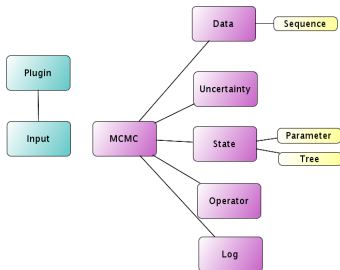 Data
Sequence
Plugin
Uncertainty
Input
MCMC
State
Parameter
Tree
Operator
Log